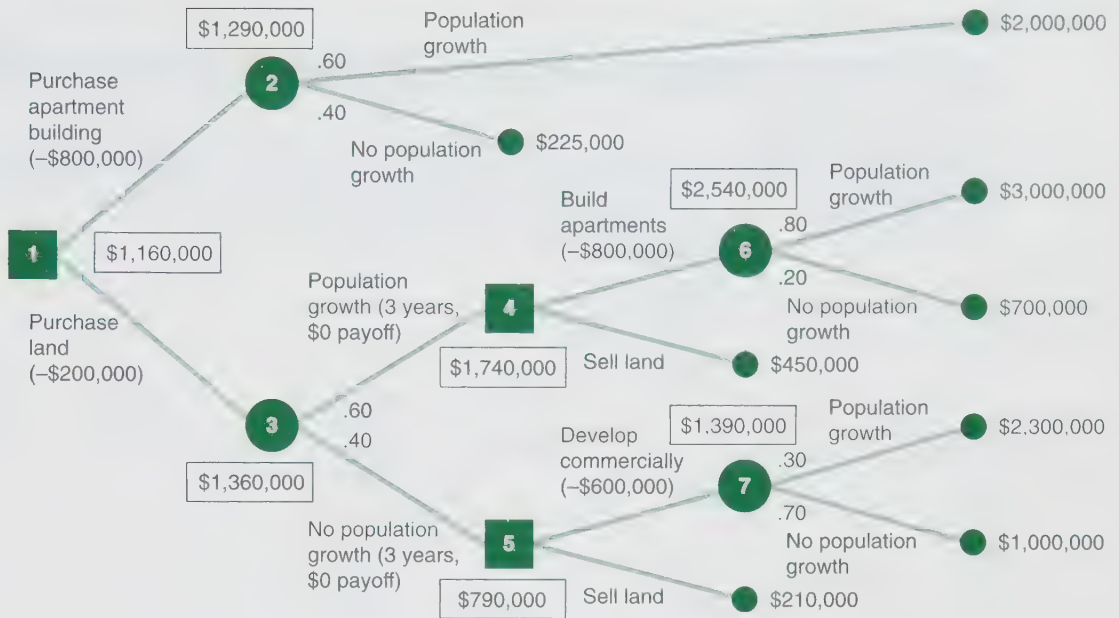 $1,290,000
Population
growth
$2,000,000
Purchase
apartment
building
(–$800,000)
2
.60
.40
No population
growth
$225,000
1
$1,160,000
Build
apartments
(–$800,000)
$2,540,000
6
.80
.20
Population
growth
$3,000,000
No population
growth
$700,000
Population
growth (3 years,
$0 payoff)
4
$1,740,000
Sell land
$450,000
Purchase
land
(–$200,000)
3
.60
.40
$1,360,000
Develop
commercially
(–$600,000)
$1.390,000
7
.30
.70
Population
growth
$2,300,000
No population
growth
$1,000,000
No population
growth (3 years,
$0 payoff)
5
$790,000
Sell land
$210,000